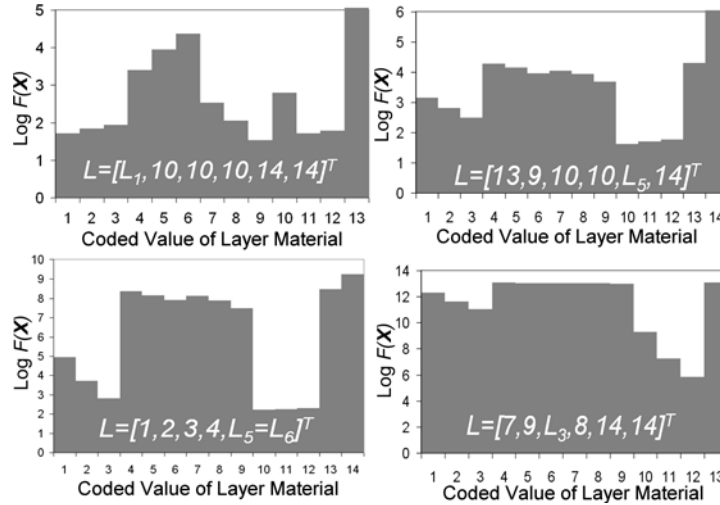 5
4
3
2
1
0
Log F(X)
L=[L₁,10,10,10,14,14]ᵀ
1 2 3 4 5 6 7 8 9 10 11 12 13
Coded Value of Layer Material
6
5
4
3
2
1
0
Log F(X)
L=[13,9,10,10,L₅,14]ᵀ
1 2 3 4 5 6 7 8 9 10 11 12 13 14
Coded Value of Layer Material
10
9
8
7
6
5
4
3
2
1
0
Log F(X)
L=[1,2,3,4,L₅=L₆]ᵀ
1 2 3 4 5 6 7 8 9 10 11 12 13 14
Coded Value of Layer Material
14
12
10
8
6
4
2
0
Log F(X)
L=[7,9,L₃,8,14,14]ᵀ
1 2 3 4 5 6 7 8 9 10 11 12 13
Coded Value of Layer Material